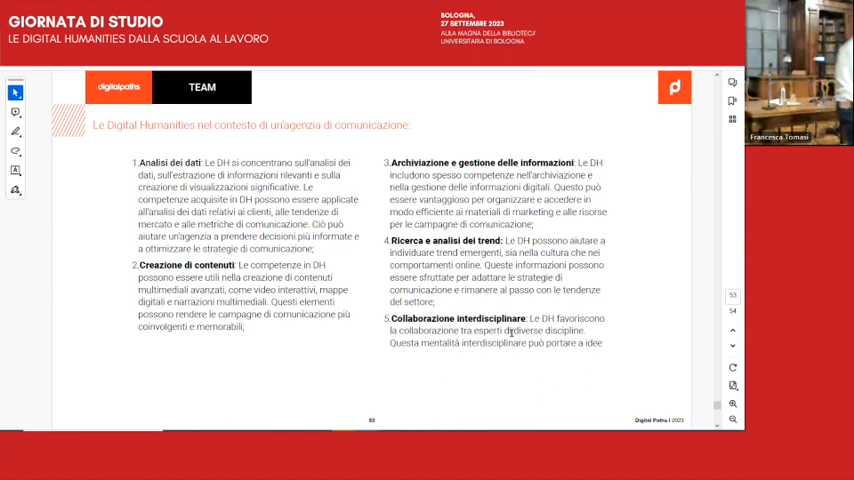 GIORNATA DI STUDIO
LE DIGITAL HUMANITIES DALLA SCUOLA AL LAVORO
BOLOGNA,
27 SETTEMBRE 2023
AULA MAGNA DELLA BIBLIOTECA
UNIVERSITARIA DI BOLOGNA
digitalpaths
TEAM
Le Digital Humanities nel contesto di un'agenzia di comunicazione:
1.Analisi dei dati: Le DH si concentrano sull'analisi dei
dati, sull'estrazione di informazioni rilevanti e sulla
creazione di visualizzazioni significative. Le
competenze acquisite in DH possono essere applicate
all'analisi dei dati relativi ai clienti, alle tendenze di
mercato e alle metriche di comunicazione. Ciò può
aiutare un'agenzia a prendere decisioni più informate e
a ottimizzare le strategie di comunicazione;
2.Creazione di contenuti: Le competenze in DH
possono essere utili nella creazione di contenuti
multimediali avanzati, come video interattivi, mappe
digitali e narrazioni multimediali. Questi elementi
possono rendere le campagne di comunicazione più
coinvolgenti e memorabili;
3.Archiviazione e gestione delle informazioni: Le DH
includono spesso competenze nell'archiviazione e
nella gestione delle informazioni digitali. Questo può
essere vantaggioso per organizzare e accedere in
modo efficiente ai materiali di marketing e alle risorse
per le campagne di comunicazione;
4.Ricerca e analisi dei trend: Le DH possono aiutare a
individuare trend emergenti, sia nella cultura che nei
comportamenti online. Queste informazioni possono
essere sfruttate per adattare le strategie di
comunicazione e rimanere al passo con le tendenze
del settore;
5.Collaborazione interdisciplinare: Le DH favoriscono
la collaborazione tra esperti di diverse discipline.
Questa mentalità interdisciplinare può portare a idee
53
Digital Paths | 2023
53
54
Francesca Tomasi